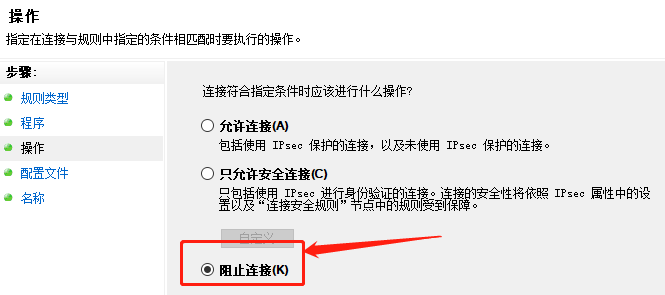 操作
指定在连接与规则中指定的条件相匹配时要执行的操作。
步骤:
规则类型
程序
操作
配置文件
名称
连接符合指定条件时应该进行什么操作?
允许连接(A)
包括使用 IPsec 保护的连接，以及未使用 IPsec 保护的连接。
只允许安全连接(C)
只包括使用 IPsec 进行身份验证的连接。连接的安全性将依照 IPsec 属性中的设
置以及“连接安全规则”节点中的规则受到保障。
自定义
阻止连接(K)